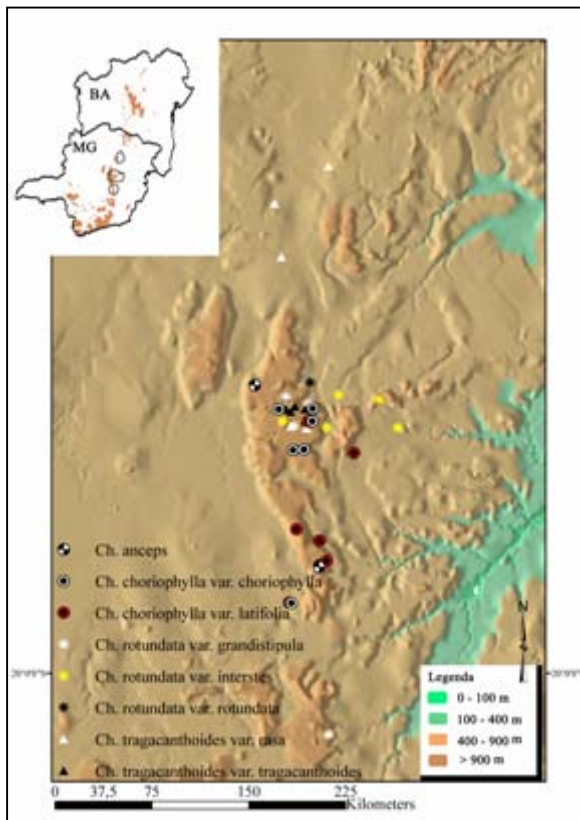 BA
MG
Ch. anceps
Ch. choriophylla var. choriophylla
Ch. choriophylla var. latifolia
Ch. rotundata var. grandistipula
Ch. rotundata var. interstes
Ch. rotundata var. rotundata
Ch. tragacanthoides var. rasa
Ch. tragacanthoides var. tragacanthoides
N
Legenda
0 - 100 m
100 - 400 m
400 - 900 m
> 900 m
0 37,5 75 150 225
Kilometers